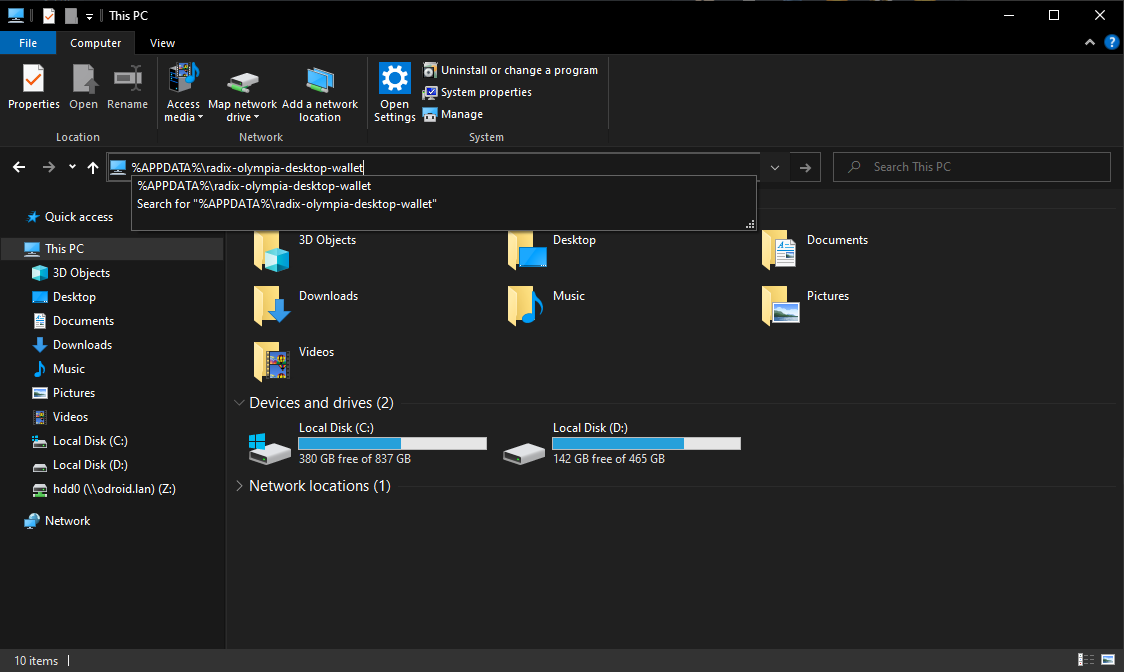 This PC
File
Computer
View
?
Properties
Open
Rename
Access media
Map network drive
Add a network location
Open Settings
Uninstall or change a program
System properties
Manage
Location
Network
System
%APPDATA%\radix-olympia-desktop-wallet
Search This PC
%APPDATA%\radix-olympia-desktop-wallet
Search for "%APPDATA%\radix-olympia-desktop-wallet"
Quick access
This PC
3D Objects
Desktop
Documents
Downloads
Music
Pictures
Videos
Local Disk (C:)
Local Disk (D:)
hdd0 (\\odroid.lan) (Z:)
Network
3D Objects
Desktop
Documents
Downloads
Music
Pictures
Videos
Devices and drives (2)
Local Disk (C:)
380 GB free of 837 GB
Local Disk (D:)
142 GB free of 465 GB
Network locations (1)
10 items